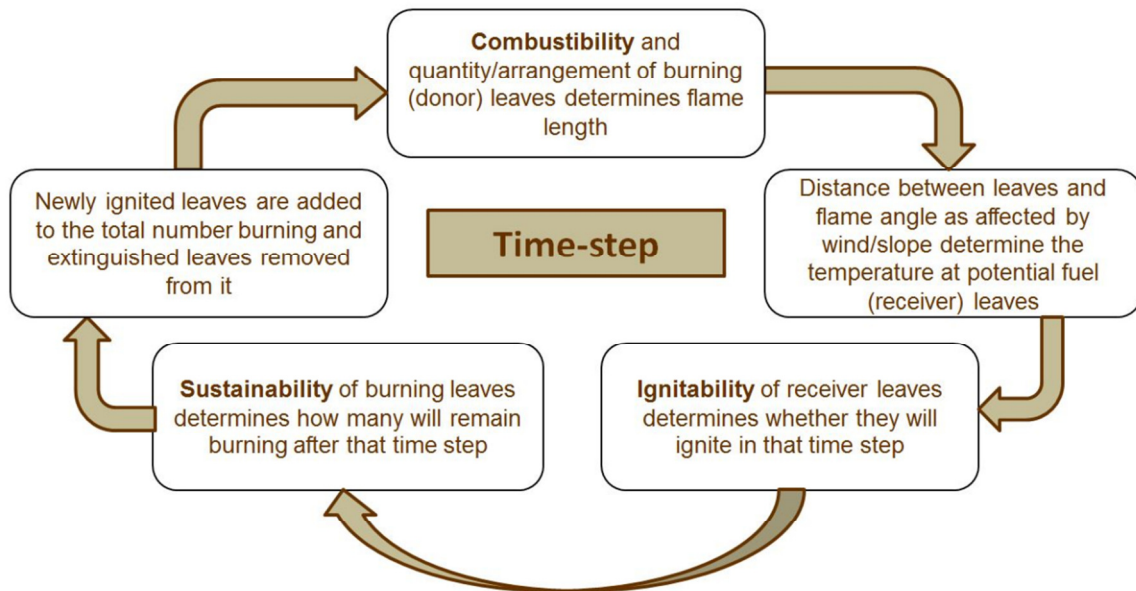 Combustibility and
quantity/arrangement of burning
(donor) leaves determines flame
length
Distance between leaves and
flame angle as affected by
wind/slope determine the
temperature at potential fuel
(receiver) leaves
Ignitability of receiver leaves
determines whether they will
ignite in that time step
Sustainability of burning leaves
determines how many will remain
burning after that time step
Newly ignited leaves are added
to the total number burning and
extinguished leaves removed
from it
Time-step